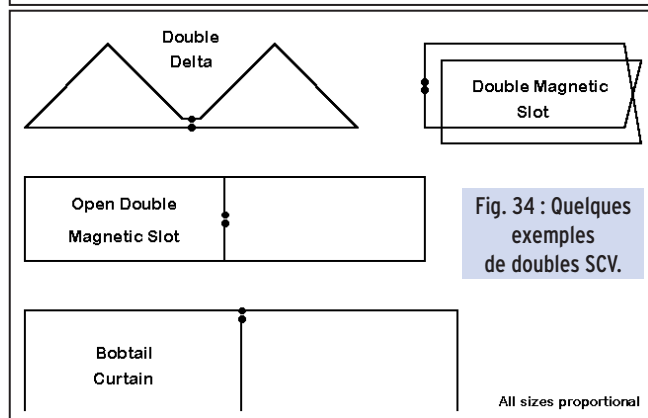 Double
Delta
Double Magnetic
Slot
Open Double
Magnetic Slot
Fig. 34 : Quelques
exemples
de doubles SCV.
Bobtail
Curtain
All sizes proportional